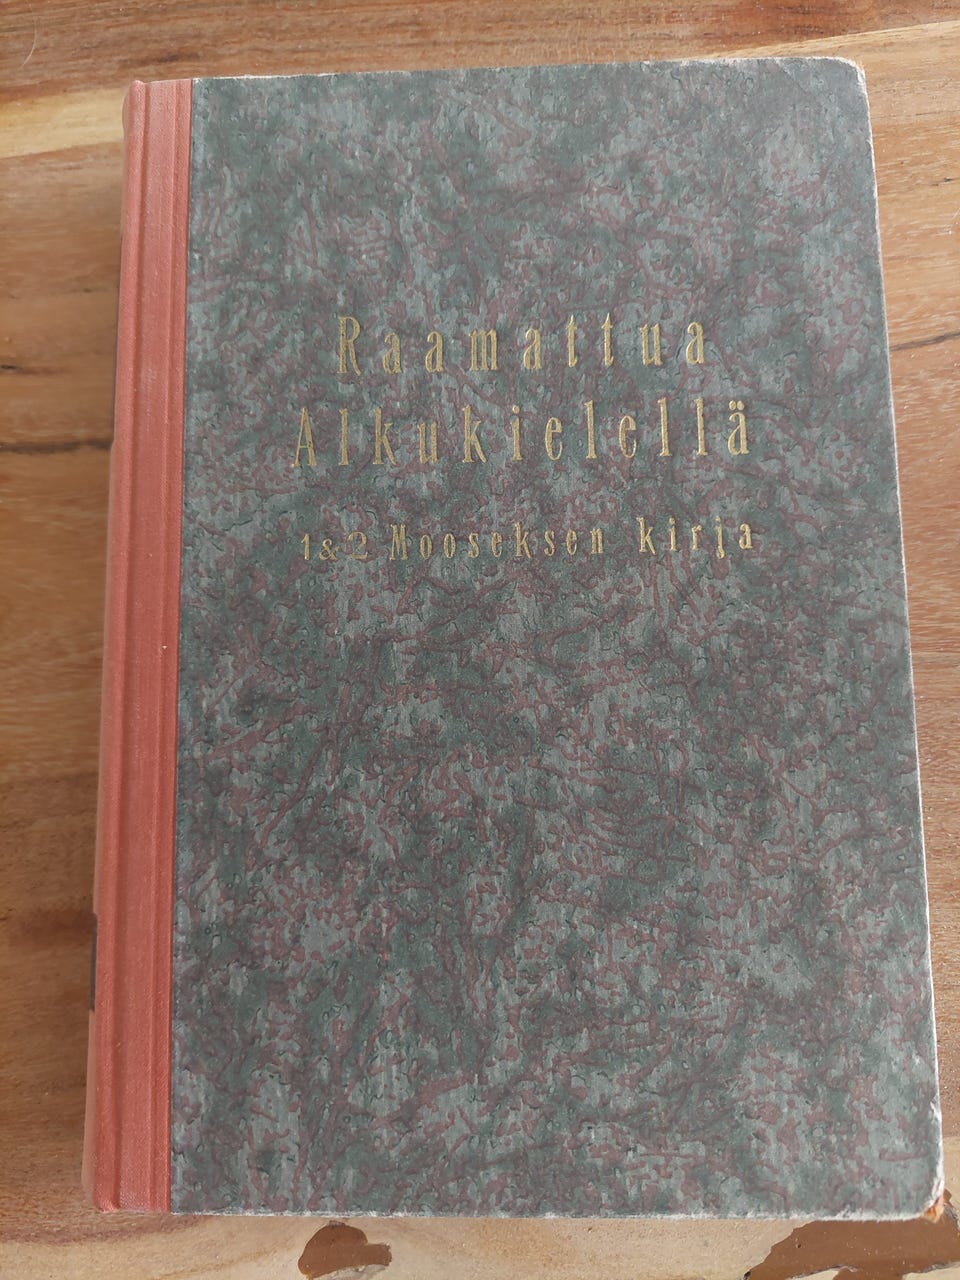 Raamattua
Alkukielellä
1 & 2 Mooseksen kirja